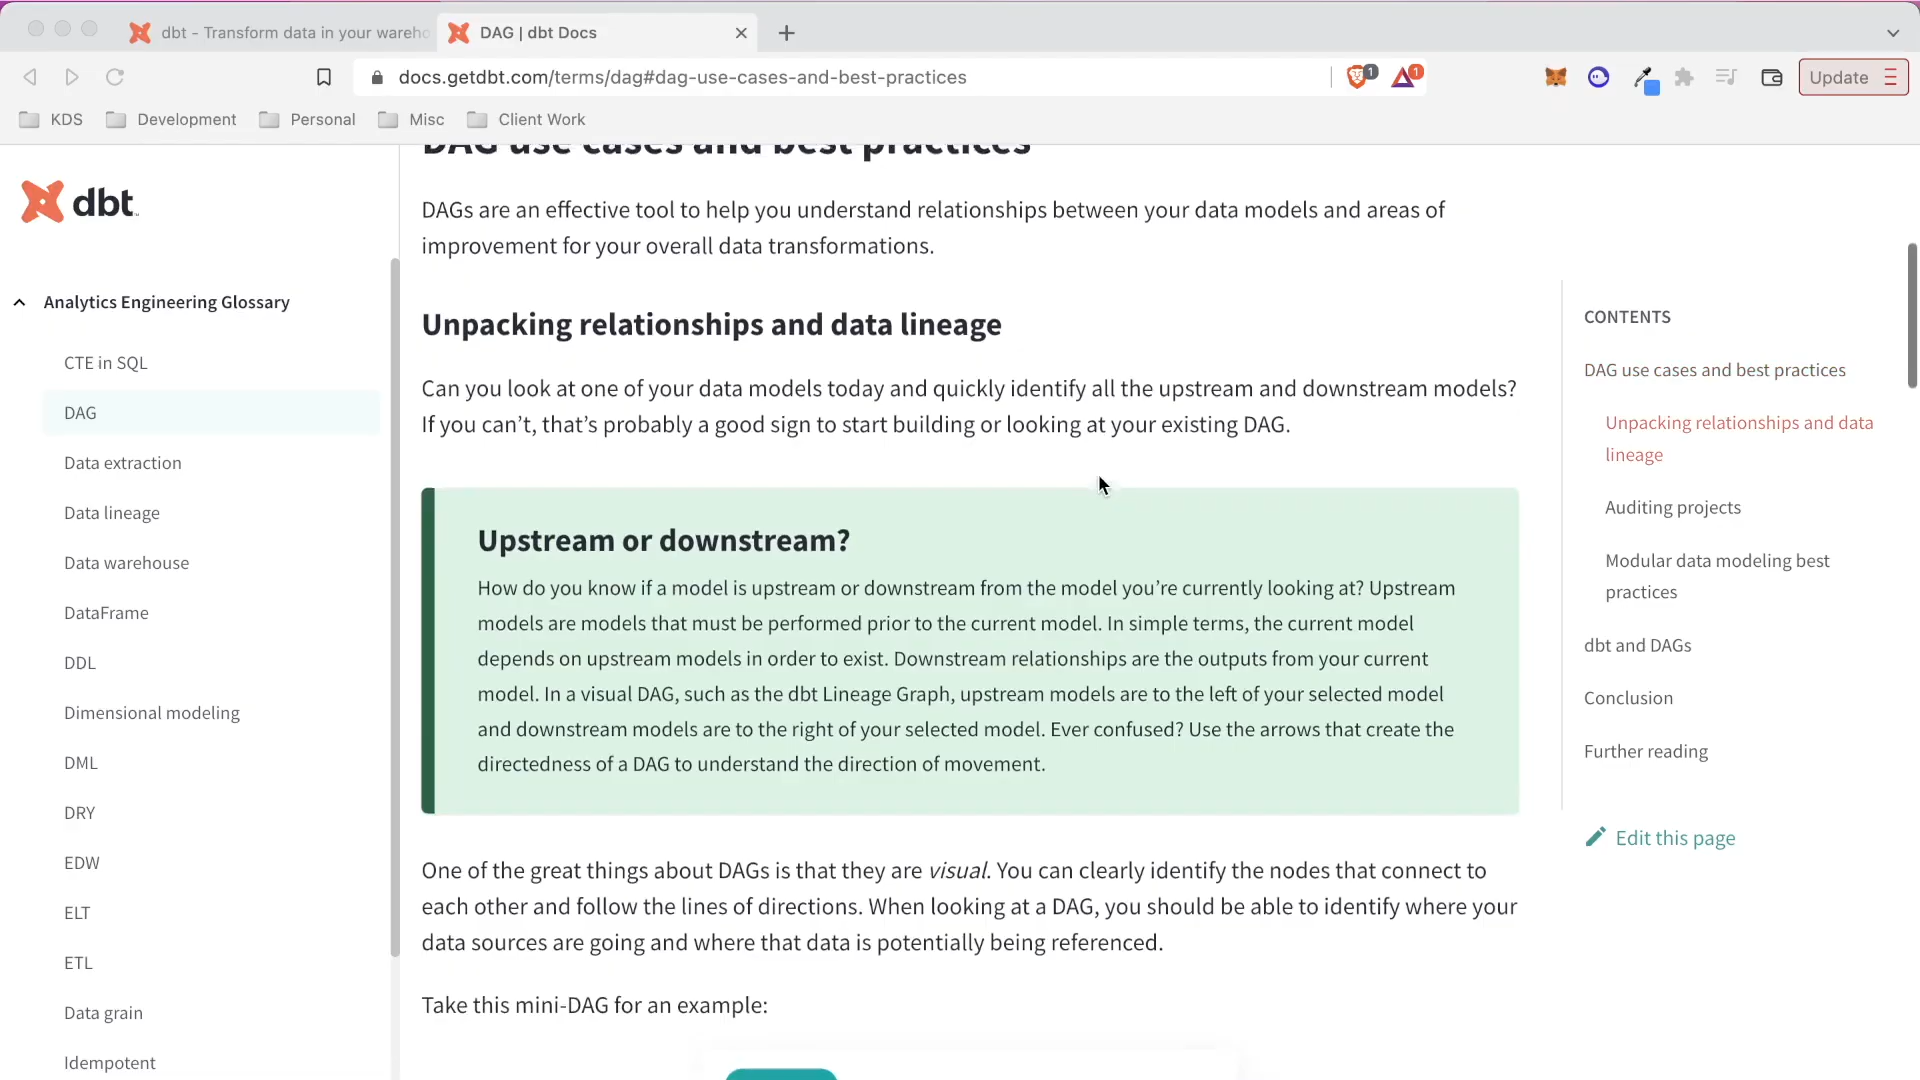 dbt - Transform data in your wareho
DAG | dbt Docs
docs.getdbt.com/terms/dag#dag-use-cases-and-best-practices
1
1
Update
KDS
Development
Personal
Misc
Client Work
dbt
Analytics Engineering Glossary
CTE in SQL
DAG
Data extraction
Data lineage
Data warehouse
DataFrame
DDL
Dimensional modeling
DML
DRY
EDW
ELT
ETL
Data grain
Idempotent
DAG use cases and best practices
DAGs are an effective tool to help you understand relationships between your data models and areas of
improvement for your overall data transformations.
Unpacking relationships and data lineage
Can you look at one of your data models today and quickly identify all the upstream and downstream models?
If you can’t, that’s probably a good sign to start building or looking at your existing DAG.
Upstream or downstream?
How do you know if a model is upstream or downstream from the model you’re currently looking at? Upstream
models are models that must be performed prior to the current model. In simple terms, the current model
depends on upstream models in order to exist. Downstream relationships are the outputs from your current
model. In a visual DAG, such as the dbt Lineage Graph, upstream models are to the left of your selected model
and downstream models are to the right of your selected model. Ever confused? Use the arrows that create the
directedness of a DAG to understand the direction of movement.
One of the great things about DAGs is that they are visual. You can clearly identify the nodes that connect to
each other and follow the lines of directions. When looking at a DAG, you should be able to identify where your
data sources are going and where that data is potentially being referenced.
Take this mini-DAG for an example:
CONTENTS
DAG use cases and best practices
Unpacking relationships and data
lineage
Auditing projects
Modular data modeling best
practices
dbt and DAGs
Conclusion
Further reading
Edit this page